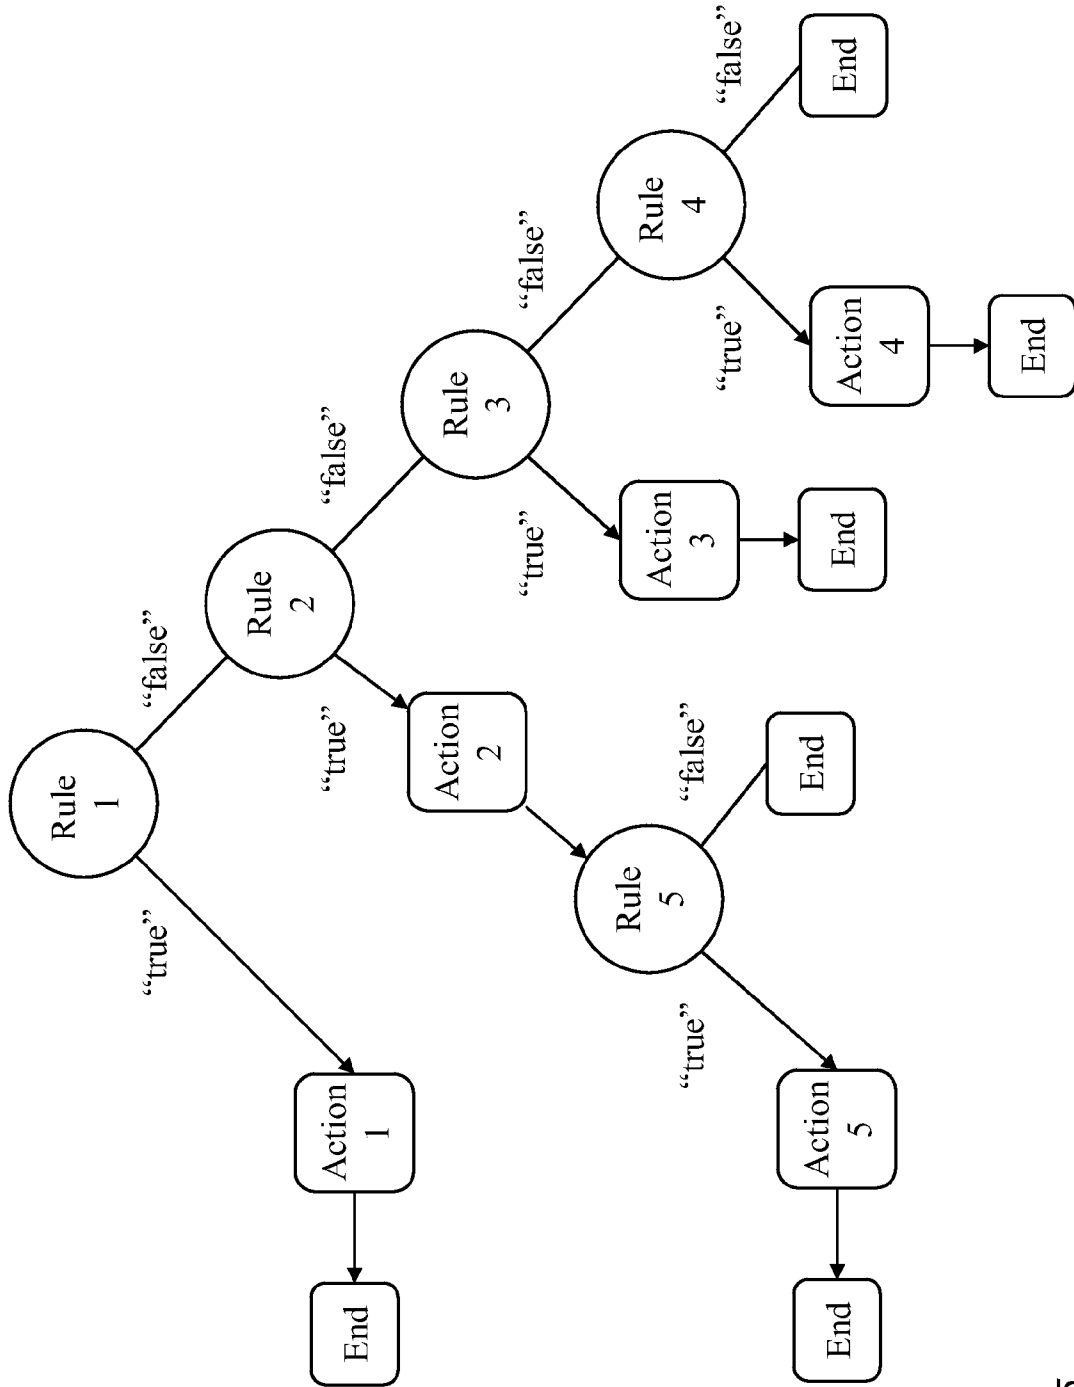 Rule
1
“true”
“false”
Action
1
End
Rule
2
“true”
“false”
Action
2
Rule
5
“true”
“false”
Action
5
End
End
Rule
3
“true”
“false”
Action
3
End
Rule
4
“true”
“false”
Action
4
End
End